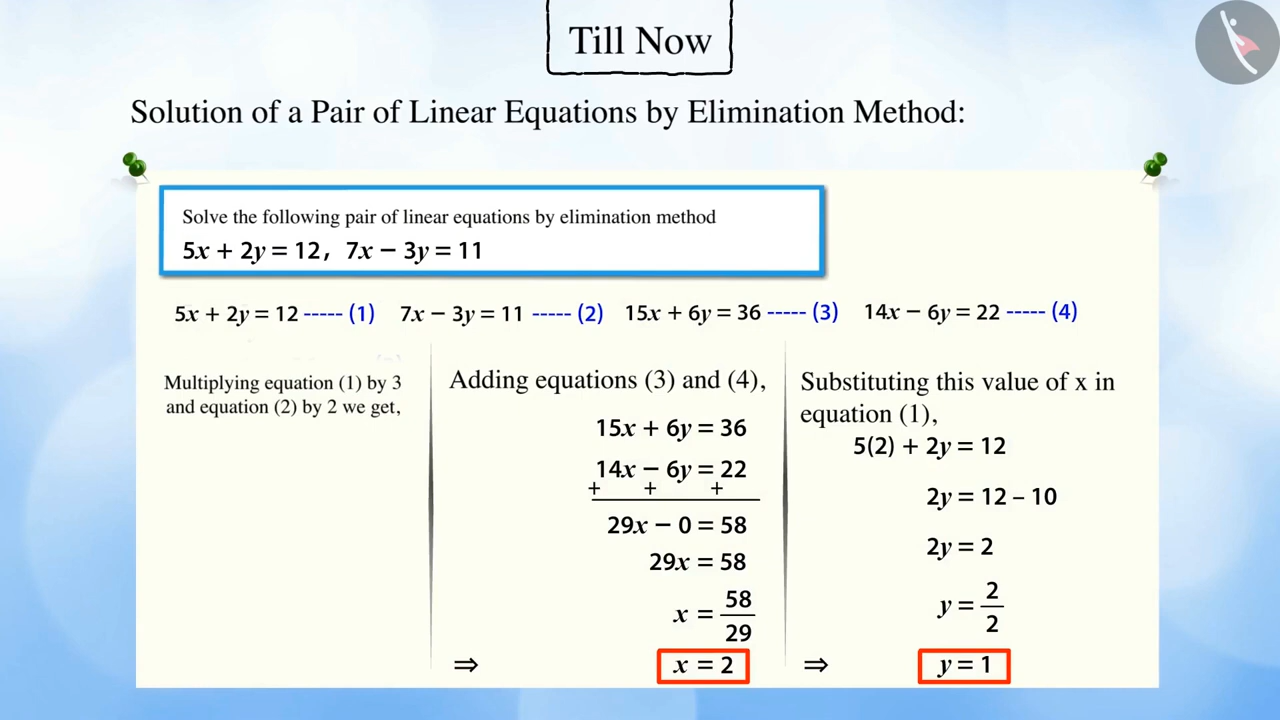 Till Now
Solution of a Pair of Linear Equations by Elimination Method:
Solve the following pair of linear equations by elimination method
5x + 2y = 12, 7x − 3y = 11
5x + 2y = 12 ----- (1) 7x − 3y = 11 ----- (2) 15x + 6y = 36 ----- (3) 14x − 6y = 22 ----- (4)
Multiplying equation (1) by 3
and equation (2) by 2 we get,
Adding equations (3) and (4),
15x + 6y = 36
14x − 6y = 22
+ + +
29x − 0 = 58
29x = 58
x = 58/29
⇒ x = 2
Substituting this value of x in
equation (1),
5(2) + 2y = 12
2y = 12 – 10
2y = 2
y = 2/2
⇒ y = 1